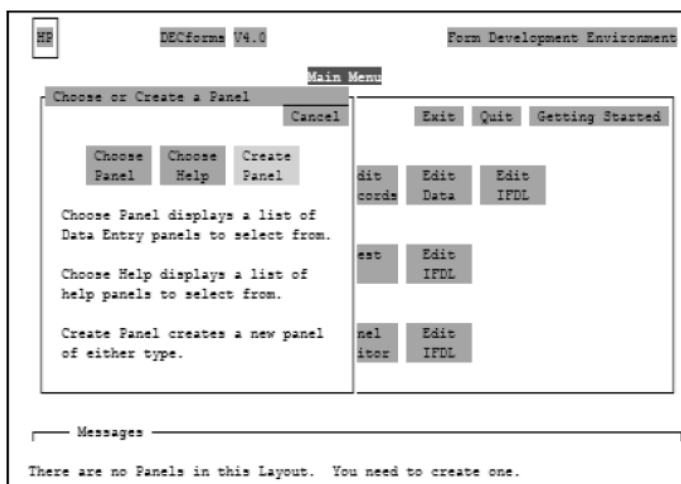 HP DECforms V4.0 Form Development Environment
Main Menu
Choose or Create a Panel
Cancel
Exit Quit Getting Started
Choose Panel
Choose Help
Create Panel
dit cords
Edit Data
Edit IFDL
Choose Panel displays a list of
Data Entry panels to select from.
Choose Help displays a list of
help panels to select from.
Create Panel creates a new panel
of either type.
est
Edit IFDL
nel itor
Edit IFDL
Messages
There are no Panels in this Layout. You need to create one.